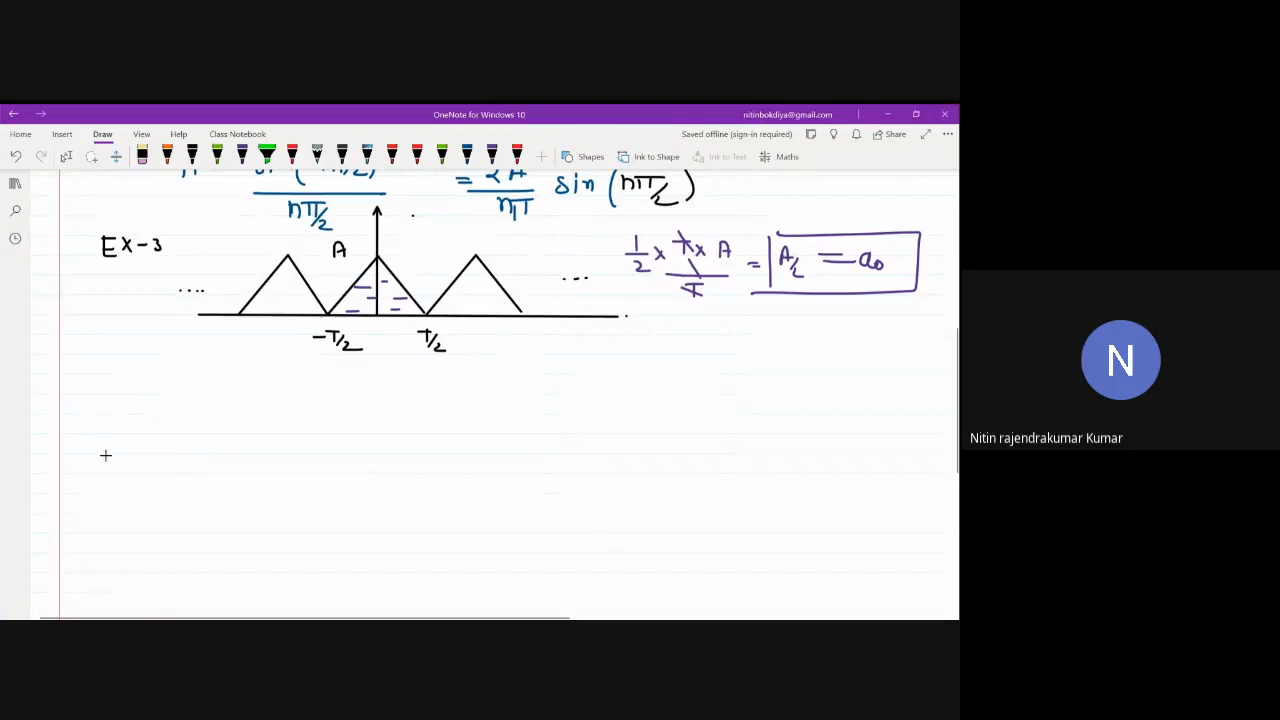 OneNote for Windows 10
nitinbokdiya@gmail.com
Home Insert Draw View Help Class Notebook
Saved offline (sign-in required)
Share
Shapes
Ink to Shape
Ink to Text
Maths
nπ/2
= 2A/nπ sin(nπ/2)
EX-3
A
1/2 × T × A / T = A/2 = a₀
....
...
-T/2
T/2
N
Nitin rajendrakumar Kumar